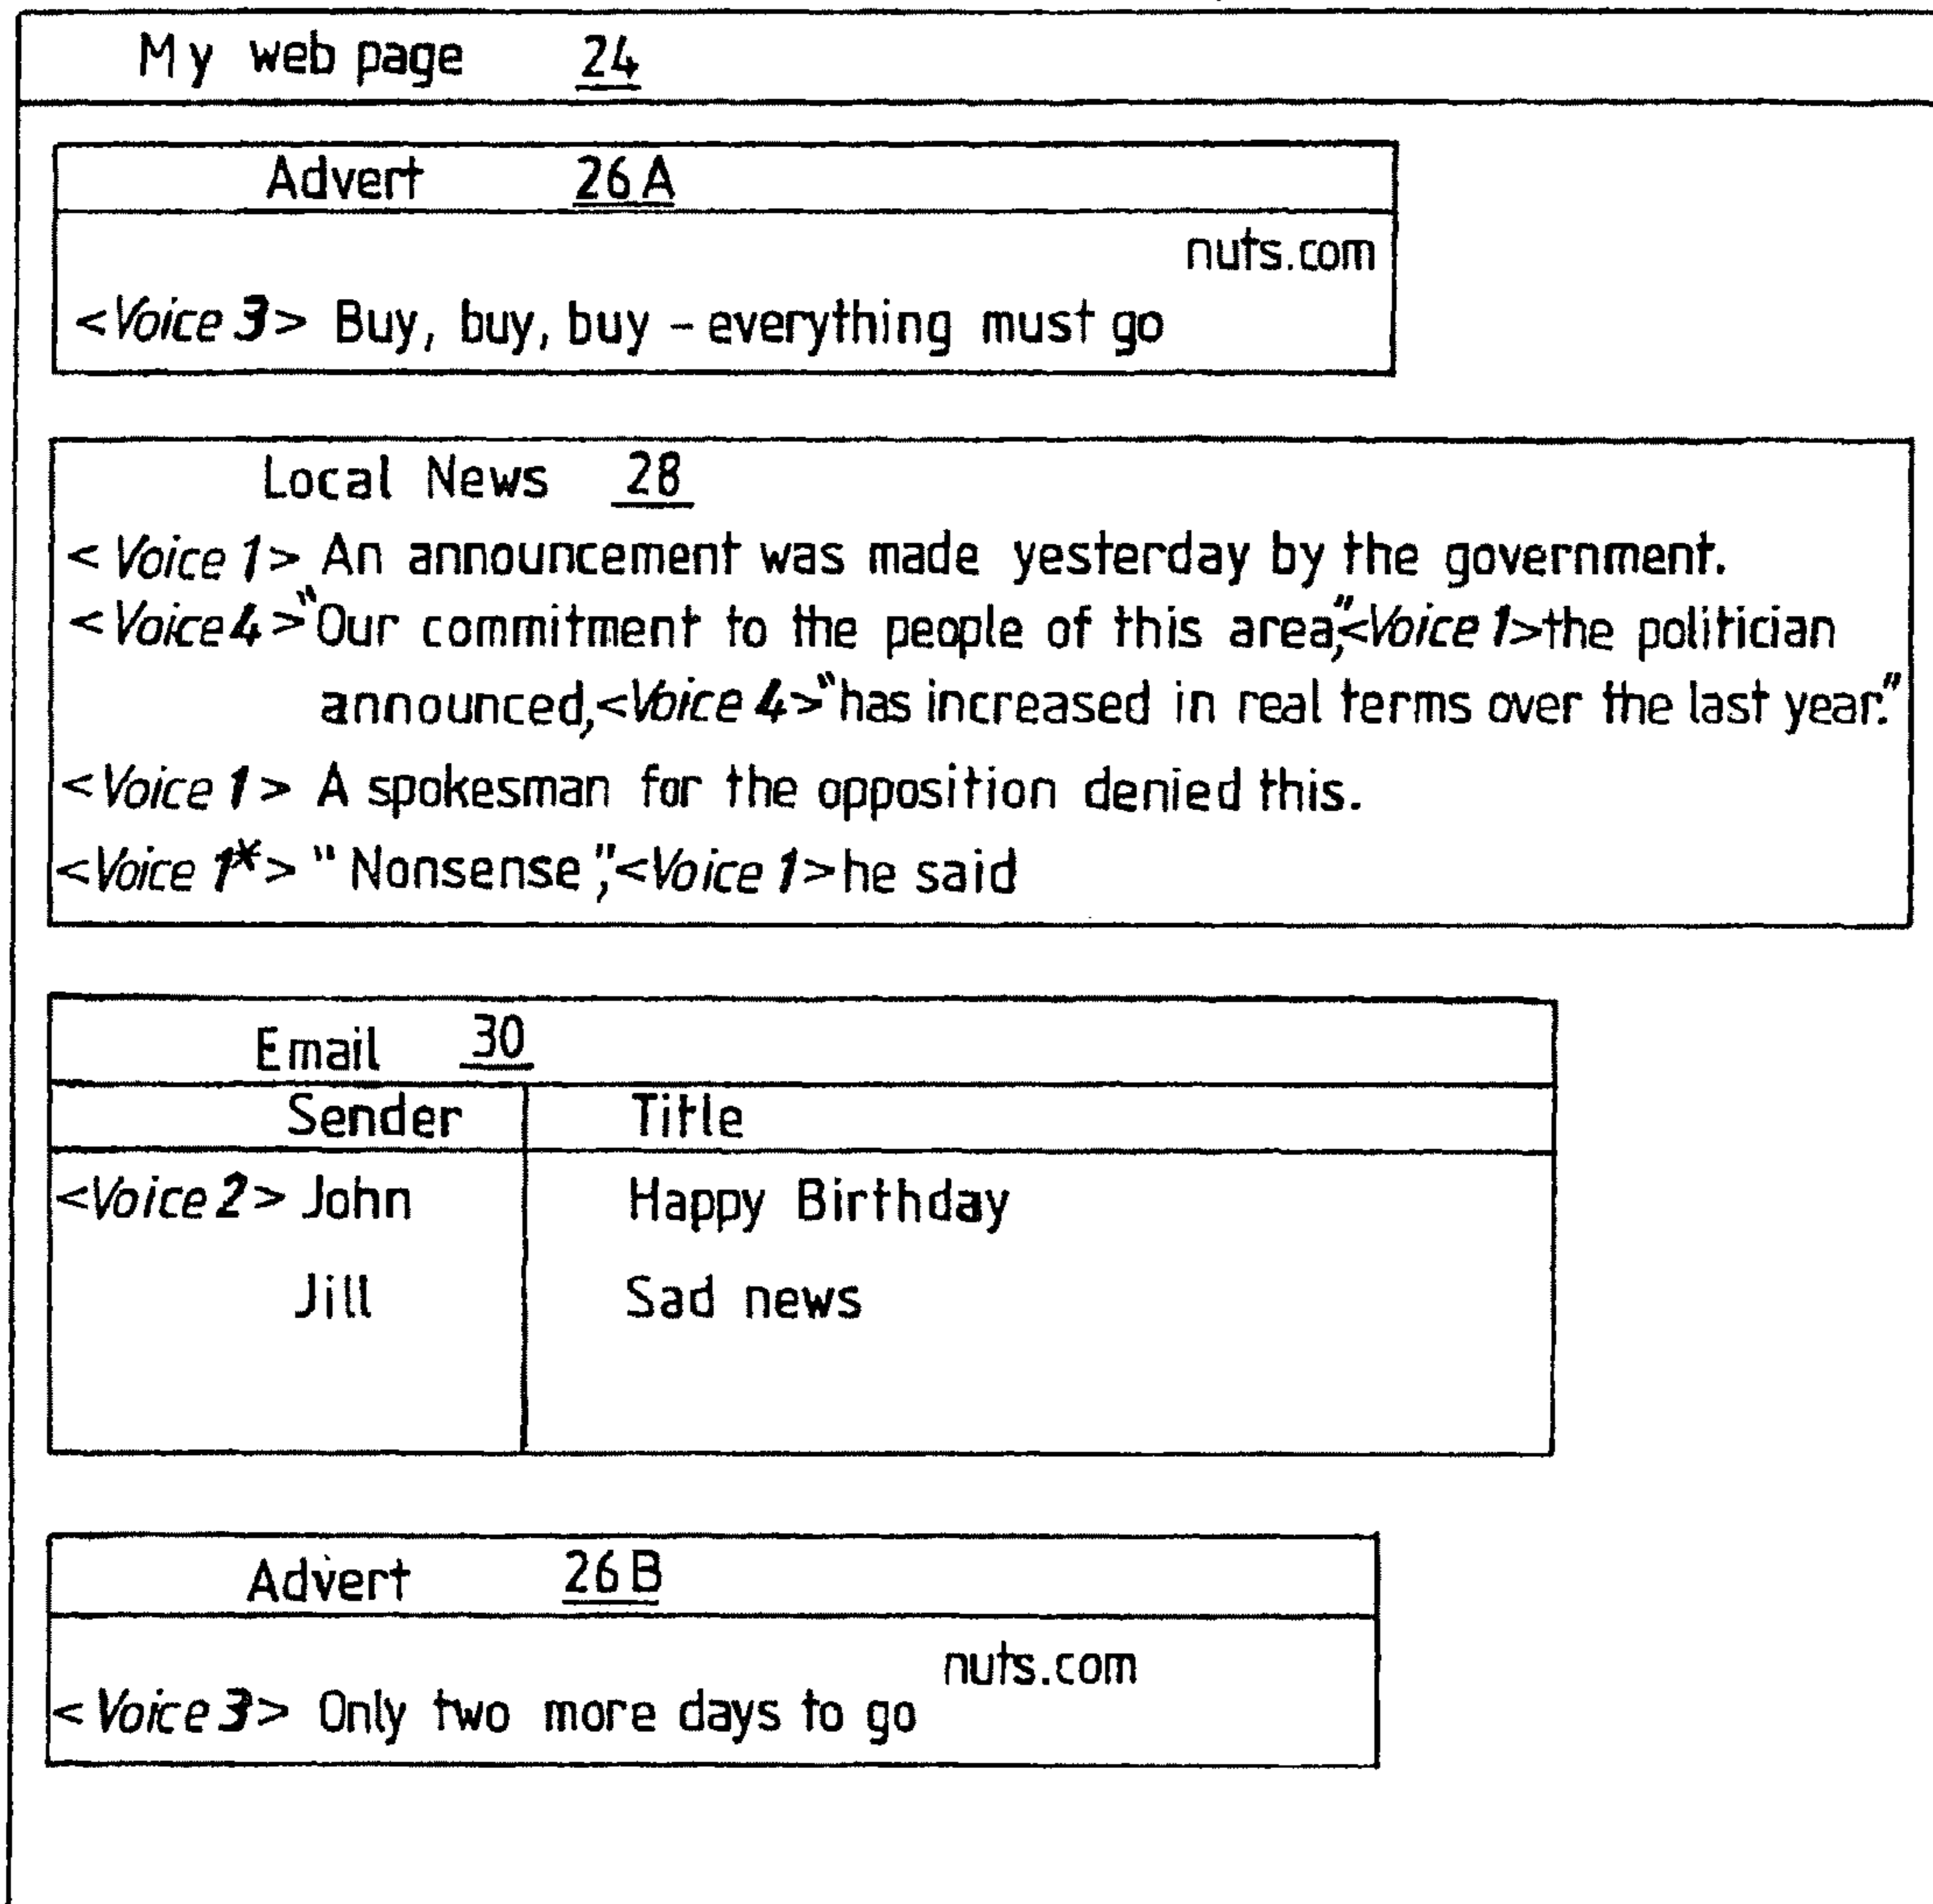 My web page 24
Advert 26A
nuts.com
<Voice 3> Buy, buy, buy - everything must go
Local News 28
<Voice 1> An announcement was made yesterday by the government.
<Voice 4>"Our commitment to the people of this area,"<Voice 1>the politician
announced,<Voice 4>"has increased in real terms over the last year."
<Voice 1> A spokesman for the opposition denied this.
<Voice 1*> "Nonsense,"<Voice 1>he said
Email 30
Sender Title
<Voice 2> John Happy Birthday
Jill Sad news
Advert 26B
nuts.com
<Voice 3> Only two more days to go